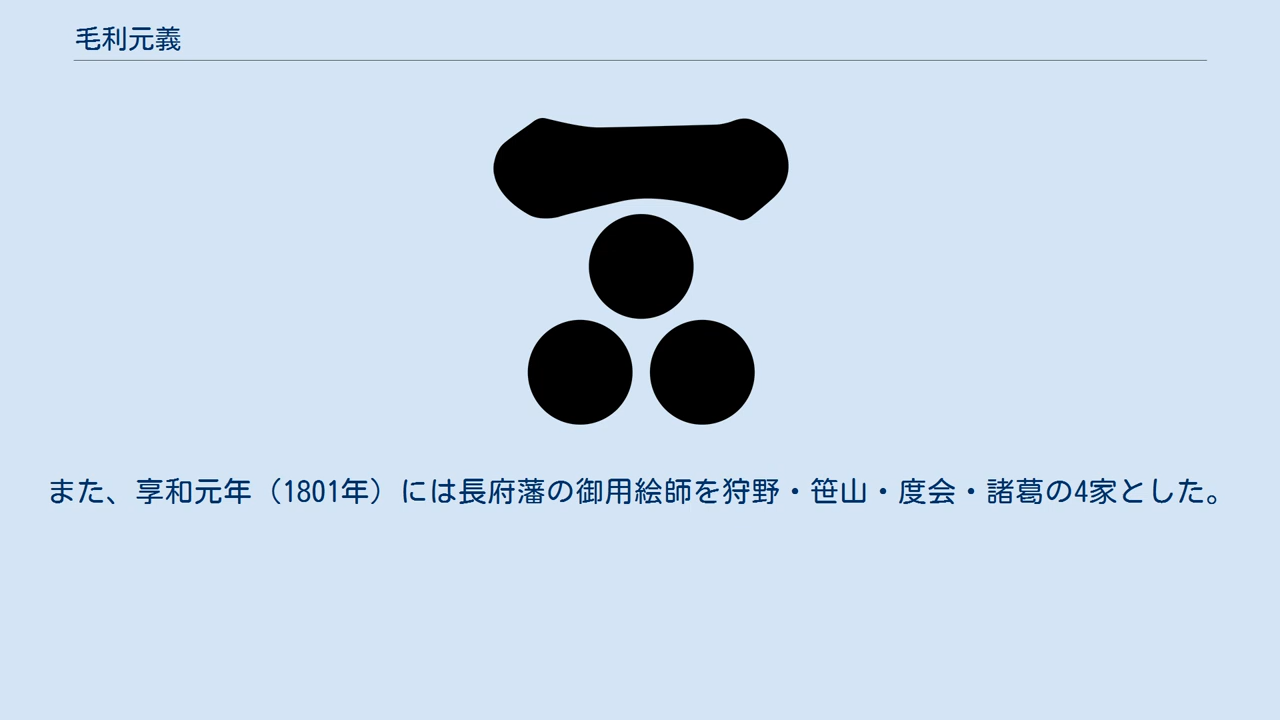 毛利元義
また、享和元年（1801年）には長府藩の御用絵師を狩野・笹山・度会・諸葛の4家とした。